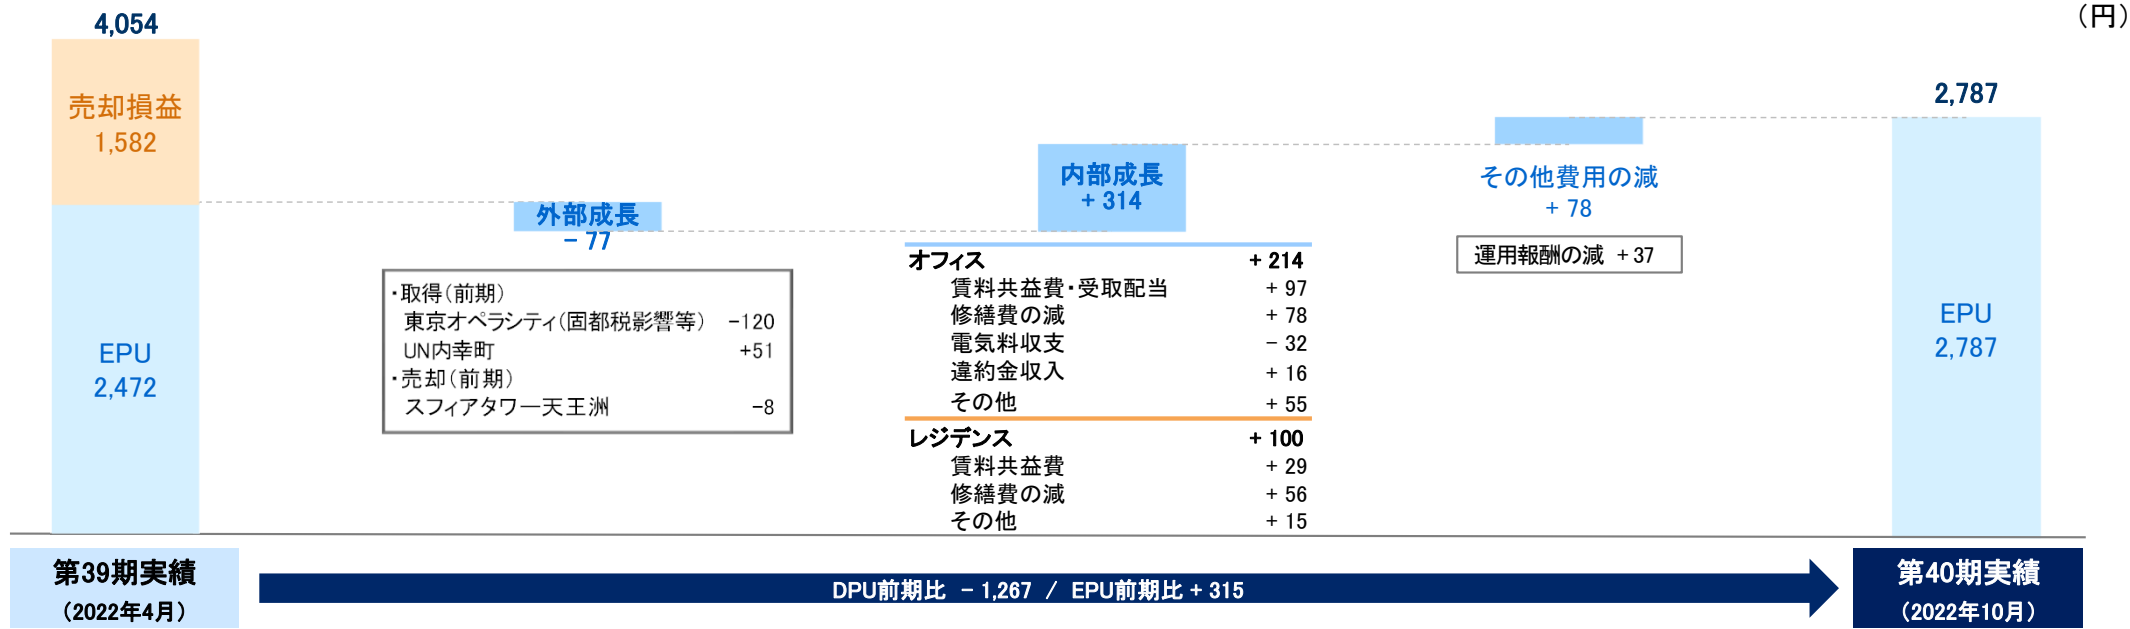 （円）
4,054
売却損益
1,582
EPU
2,472
外部成長
− 77
・取得（前期）
東京オペラシティ（固都税影響等） −120
UN内幸町 +51
・売却（前期）
スフィアタワー天王洲 −8
内部成長
+ 314
オフィス + 214
賃料共益費・受取配当 + 97
修繕費の減 + 78
電気料収支 − 32
違約金収入 + 16
その他 + 55
レジデンス + 100
賃料共益費 + 29
修繕費の減 + 56
その他 + 15
その他費用の減
+ 78
運用報酬の減 + 37
2,787
EPU
2,787
第39期実績
（2022年4月）
DPU前期比 − 1,267 / EPU前期比 + 315
第40期実績
（2022年10月）